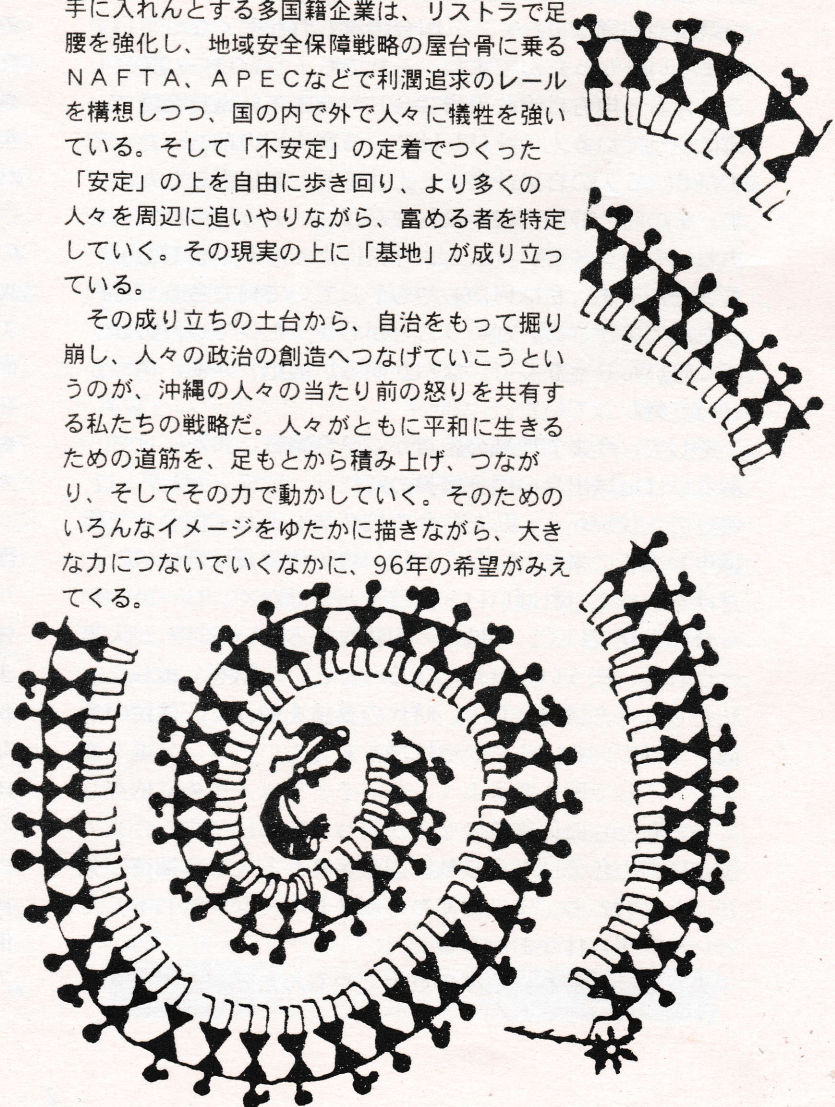 手に入れんとする多国籍企業は、リストラで足
腰を強化し、地域安全保障戦略の屋台骨に乗る
NAFTA、APECなどで利潤追求のレール
を構想しつつ、国の内で外で人々に犠牲を強い
ている。そして「不安定」の定着でつくった
「安定」の上を自由に歩き回り、より多くの
人々を周辺に追いやりながら、富める者を特定
していく。その現実の上に「基地」が成り立っ
ている。
　その成り立ちの土台から、自治をもって掘り
崩し、人々の政治の創造へつなげていこうとい
うのが、沖縄の人々の当たり前の怒りを共有す
る私たちの戦略だ。人々がともに平和に生きる
ための道筋を、足もとから積み上げ、つなが
り、そしてその力で動かしていく。そのための
いろんなイメージをゆたかに描きながら、大き
な力につないでいくなかに、96年の希望がみえ
てくる。